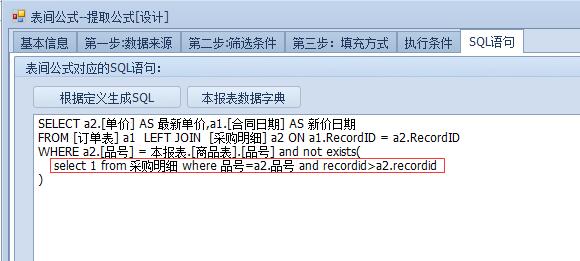 表间公式--提取公式[设计]
基本信息 第一步:数据来源 第二步:筛选条件 第三步：填充方式 执行条件 SQL语句
表间公式对应的SQL语句：
根据定义生成SQL 本报表数据字典
SELECT a2.[单价] AS 最新单价,a1.[合同日期] AS 新价日期
FROM [订单表] a1 LEFT JOIN [采购明细] a2 ON a1.RecordID = a2.RecordID
WHERE a2.[品号] = 本报表.[商品表].[品号] and not exists(
select 1 from 采购明细 where 品号=a2.品号 and recordid>a2.recordid
)